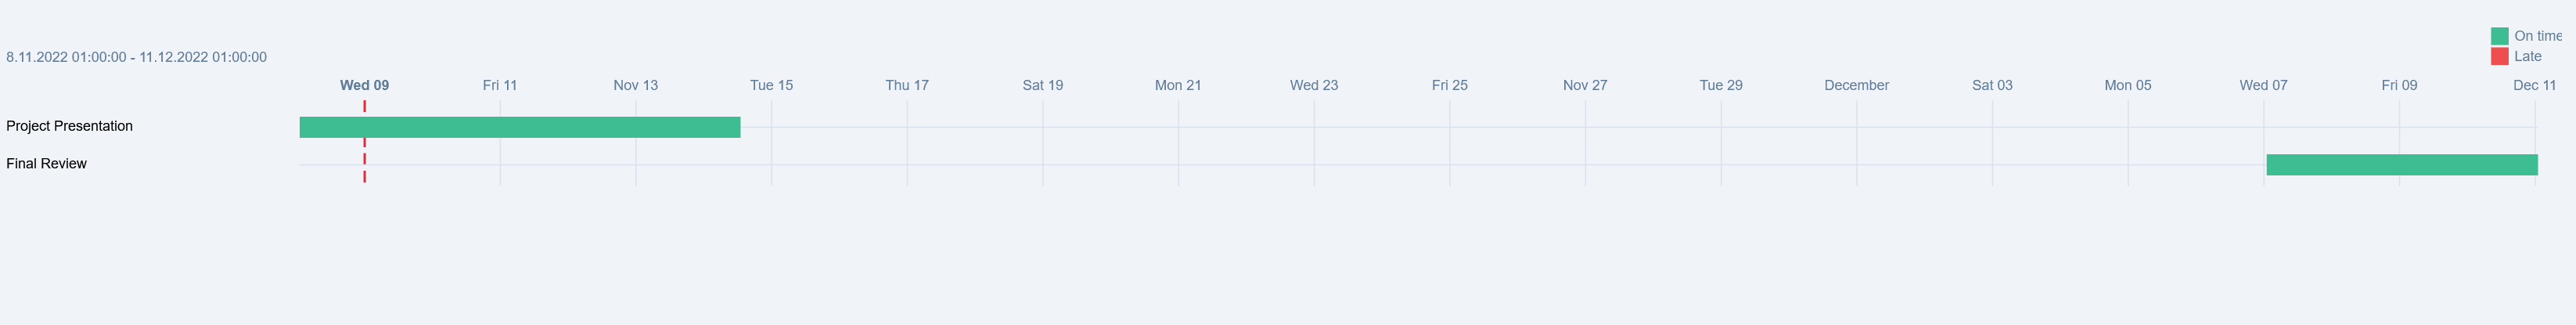 On time
8.11.2022 01:00:00 - 11.12.2022 01:00:00
Late
Wed 09 Fri 11 Nov 13 Tue 15 Thu 17 Sat 19 Mon 21 Wed 23 Fri 25 Nov 27 Tue 29 December Sat 03 Mon 05 Wed 07 Fri 09 Dec 11
Project Presentation
Final Review